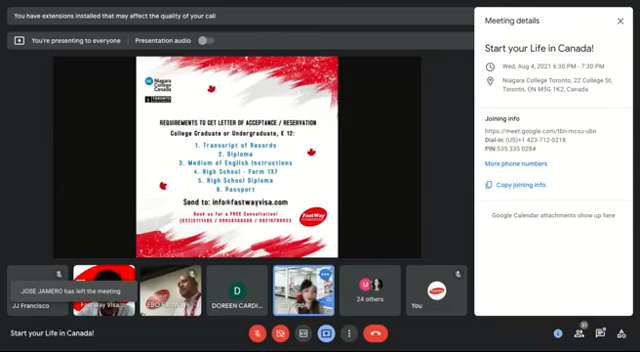 You have extensions installed that may affect the quality of your call
You're presenting to everyone
Presentation audio
Niagara
College
Canada
TORONTO
REQUIREMENTS TO GET LETTER OF ACCEPTANCE / RESERVATION
College Graduate or Undergraduate, K 12:
1. Transcript of Records
2. Diploma
3. Medium of English Instructions
4. High School - Form 137
5. High School Diploma
6. Passport
Send to: info@fastwayvisa.com
Book us for a FREE Consultation!
FastWay
JOSE JAMERO has left the meeting
JJ Francisco
Fast Way Visa
DOREEN CARDI...
D
M
24 others
You
Start your Life in Canada!
Meeting details
Start your Life in Canada!
Wed, Aug 4, 2021 6:30 PM - 7:30 PM
Niagara College Toronto, 22 College St,
Toronto, ON M5G 1K2, Canada
Joining info
https://meet.google.com/tbn-mcsu-ubn
Dial-in: (US)+1 423-712-0218
PIN: 535 335 028#
More phone numbers
Copy joining info
Google Calendar attachments show up here
31